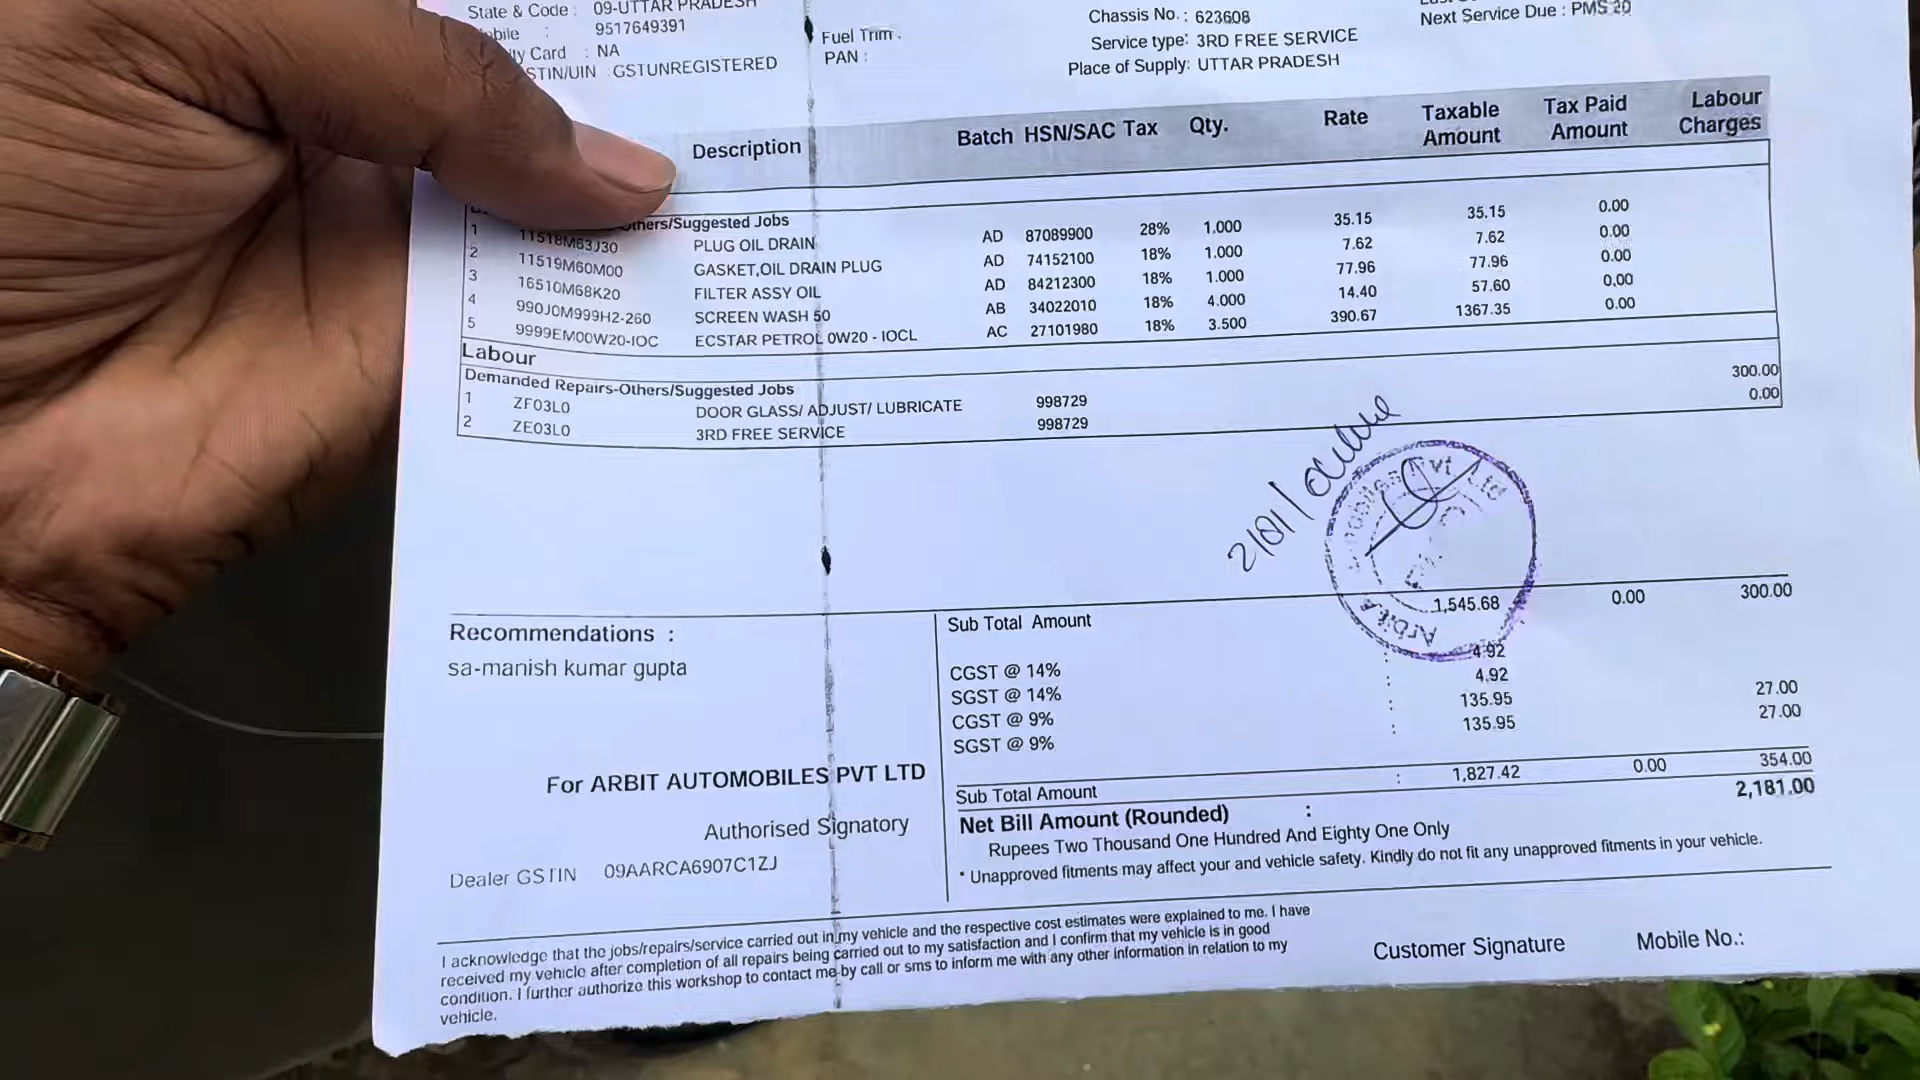 State & Code : 09-UTTAR PRADESH
bile : 9517649391
ty Card : NA
STIN/UIN :GSTUNREGISTERED
Fuel Trim .
PAN :
Chassis No. : 623608
Service type: 3RD FREE SERVICE
Place of Supply: UTTAR PRADESH
Next Service Due : PMS 20
Description Batch HSN/SAC Tax Qty. Rate Taxable Amount Tax Paid Amount Labour Charges
thers/Suggested Jobs
1 11518M63J30 PLUG OIL DRAIN AD 87089900 28% 1.000 35.15 35.15 0.00
2 11519M60M00 GASKET,OIL DRAIN PLUG AD 74152100 18% 1.000 7.62 7.62 0.00
3 16510M68K20 FILTER ASSY OIL AD 84212300 18% 1.000 77.96 77.96 0.00
4 990J0M999H2-260 SCREEN WASH 50 AB 34022010 18% 4.000 14.40 57.60 0.00
5 9999EM00W20-IOC ECSTAR PETROL 0W20 - IOCL AC 27101980 18% 3.500 390.67 1367.35 0.00
Labour
Demanded Repairs-Others/Suggested Jobs
1 ZF03L0 DOOR GLASS/ ADJUST/ LUBRICATE 998729 300.00
2 ZE03L0 3RD FREE SERVICE 998729 0.00
2181/
Pvt Ltd
Arbit A
Recommendations :
sa-manish kumar gupta
Sub Total Amount 1,545.68 0.00 300.00
CGST @ 14% : 4.92
SGST @ 14% : 4.92
CGST @ 9% : 135.95 27.00
SGST @ 9% : 135.95 27.00
Sub Total Amount : 1,827.42 0.00 354.00
Net Bill Amount (Rounded) : 2,181.00
Rupees Two Thousand One Hundred And Eighty One Only
* Unapproved fitments may affect your and vehicle safety. Kindly do not fit any unapproved fitments in your vehicle.
For ARBIT AUTOMOBILES PVT LTD
Authorised Signatory
Dealer GSTIN 09AARCA6907C1ZJ
I acknowledge that the jobs/repairs/service carried out in my vehicle and the respective cost estimates were explained to me. I have
received my vehicle after completion of all repairs being carried out to my satisfaction and I confirm that my vehicle is in good
condition. I further authorize this workshop to contact me by call or sms to inform me with any other information in relation to my
vehicle.
Customer Signature Mobile No.: